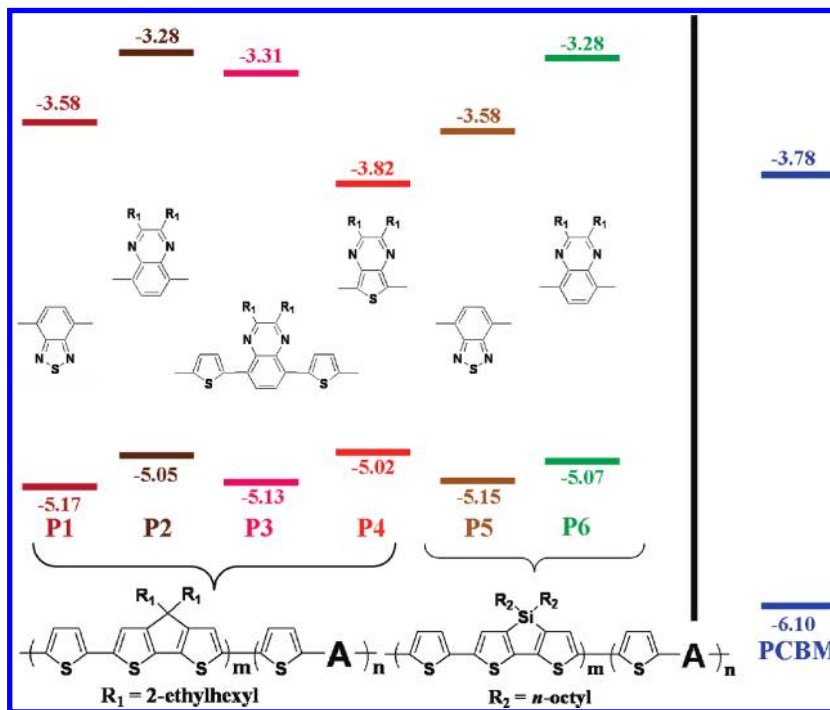 -3.28
-3.31
-3.58
-3.58
-3.28
-3.82
-3.78
R1 R1
N N
R1 R1
N N
S
R1 R1
N N
R1 R1
N N
S S
N N
S
N N
S
-5.17
-5.05
-5.13
-5.02
-5.15
-5.07
P1 P2 P3 P4 P5 P6
R1 R1
S S S m S A n
R1 = 2-ethylhexyl
R2 R2
Si
S S S m S A n
R2 = n-octyl
-6.10
PCBM